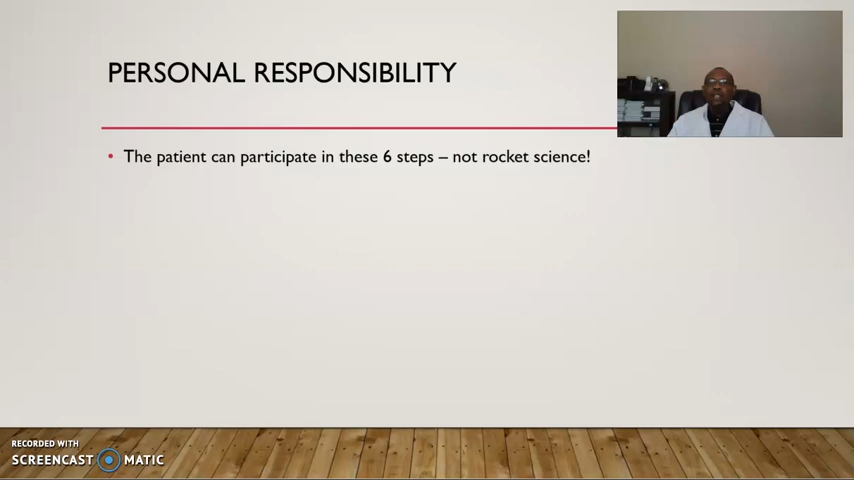 PERSONAL RESPONSIBILITY
• The patient can participate in these 6 steps – not rocket science!
RECORDED WITH
SCREENCAST MATIC